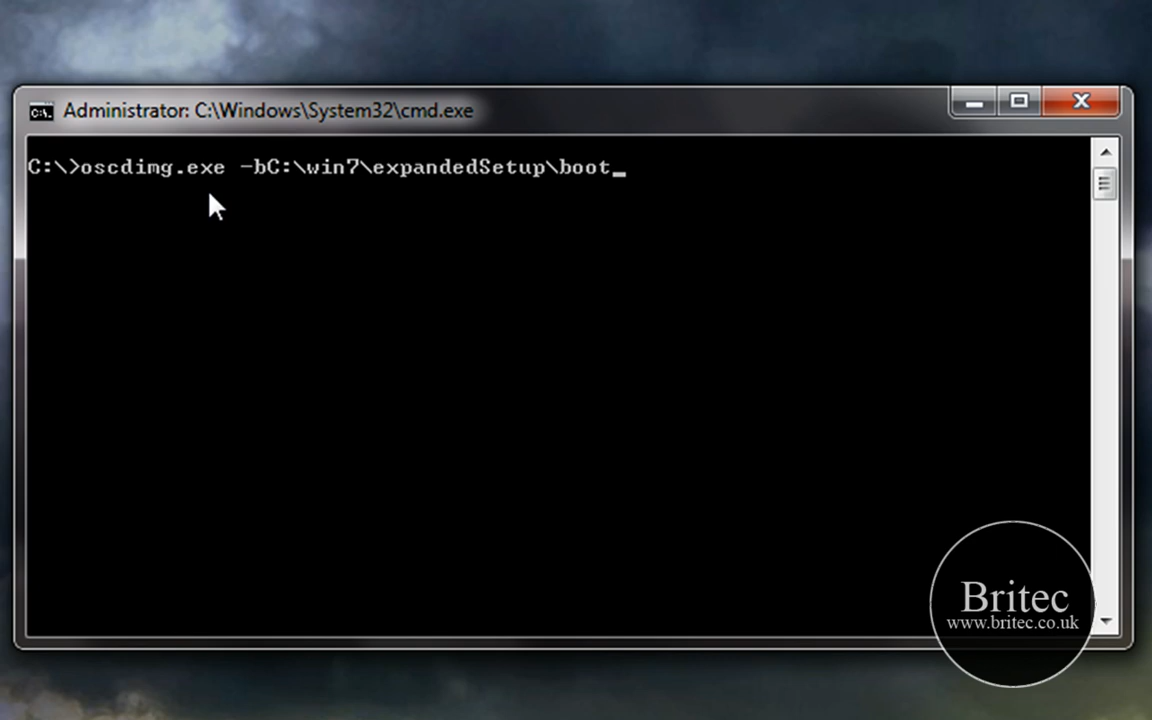 Administrator: C:\Windows\System32\cmd.exe
C:\>oscdimg.exe -bC:\win7\expandedSetup\boot_
Britec
www.britec.co.uk